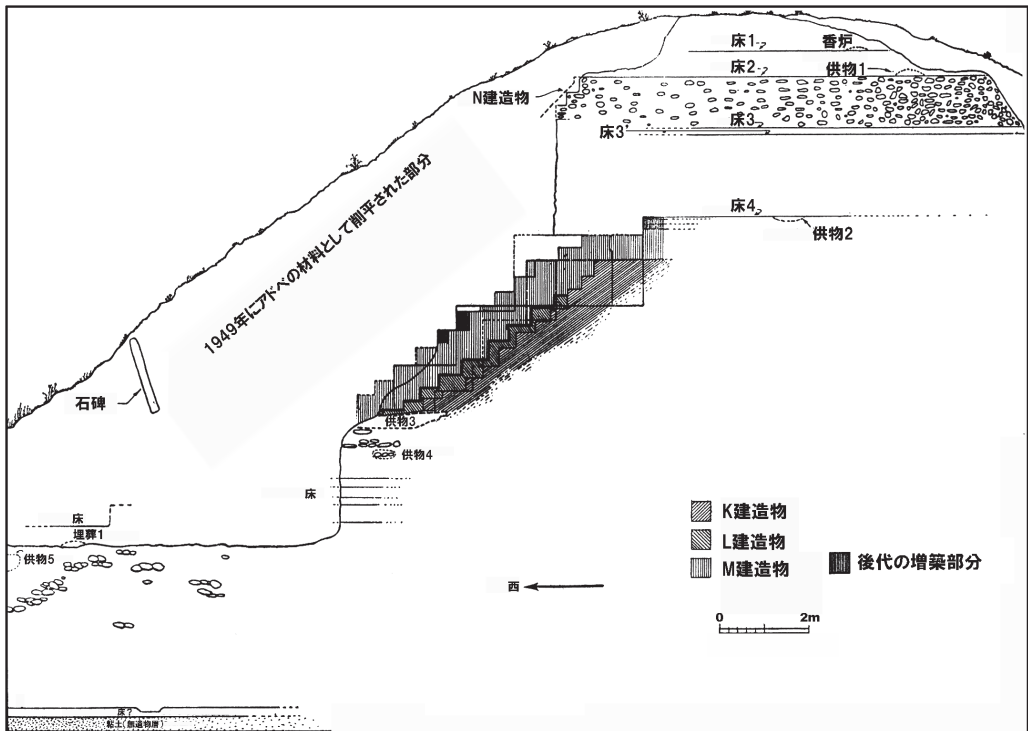 床1
香炉
床2
供物1
N建造物
床3
床3'
床4
供物2
1949年にアドベの材料として削平された部分
石碑
供物3
供物4
床
床
埋葬1
供物5
K建造物
L建造物
M建造物
後代の増築部分
西
0 2m
床?
粘土(無遺物層)